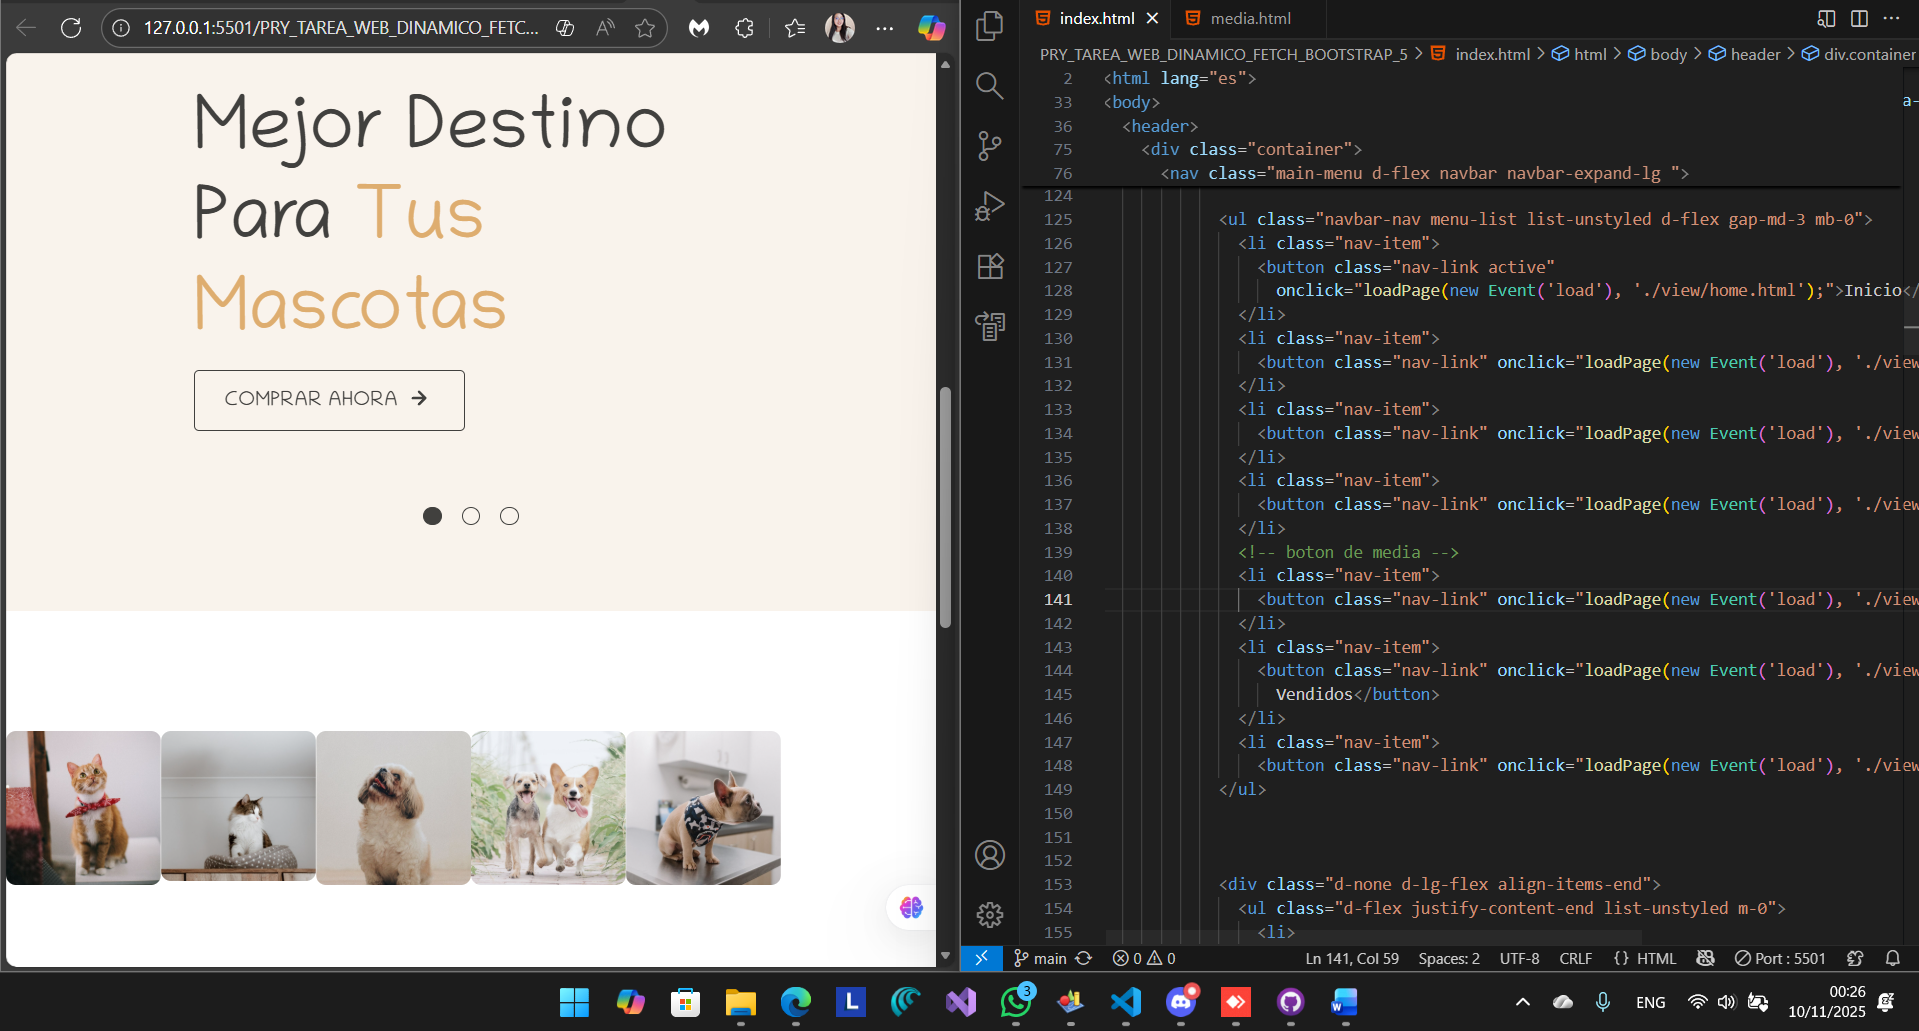 127.0.0.1:5501/PRY_TAREA_WEB_DINAMICO_FETC...
Mejor Destino
Para Tus
Mascotas
COMPRAR AHORA
index.html
media.html
PRY_TAREA_WEB_DINAMICO_FETCH_BOOTSTRAP_5 > index.html > html > body > header > div.container
2 <html lang="es">
33 <body>
36 <header>
75 <div class="container">
76 <nav class="main-menu d-flex navbar navbar-expand-lg ">
124
125 <ul class="navbar-nav menu-list list-unstyled d-flex gap-md-3 mb-0">
126 <li class="nav-item">
127 <button class="nav-link active"
128 onclick="loadPage(new Event('load'), './view/home.html');">Inicio</
129 </li>
130 <li class="nav-item">
131 <button class="nav-link" onclick="loadPage(new Event('load'), './view
132 </li>
133 <li class="nav-item">
134 <button class="nav-link" onclick="loadPage(new Event('load'), './view
135 </li>
136 <li class="nav-item">
137 <button class="nav-link" onclick="loadPage(new Event('load'), './view
138 </li>
139 <!-- boton de media -->
140 <li class="nav-item">
141 <button class="nav-link" onclick="loadPage(new Event('load'), './view
142 </li>
143 <li class="nav-item">
144 <button class="nav-link" onclick="loadPage(new Event('load'), './view
145 Vendidos</button>
146 </li>
147 <li class="nav-item">
148 <button class="nav-link" onclick="loadPage(new Event('load'), './view
149 </ul>
150
151
152
153 <div class="d-none d-lg-flex align-items-end">
154 <ul class="d-flex justify-content-end list-unstyled m-0">
155 <li>
a-
main 0 0 Ln 141, Col 59 Spaces: 2 UTF-8 CRLF {} HTML Port : 5501
L
3
W
ENG
00:26
10/11/2025